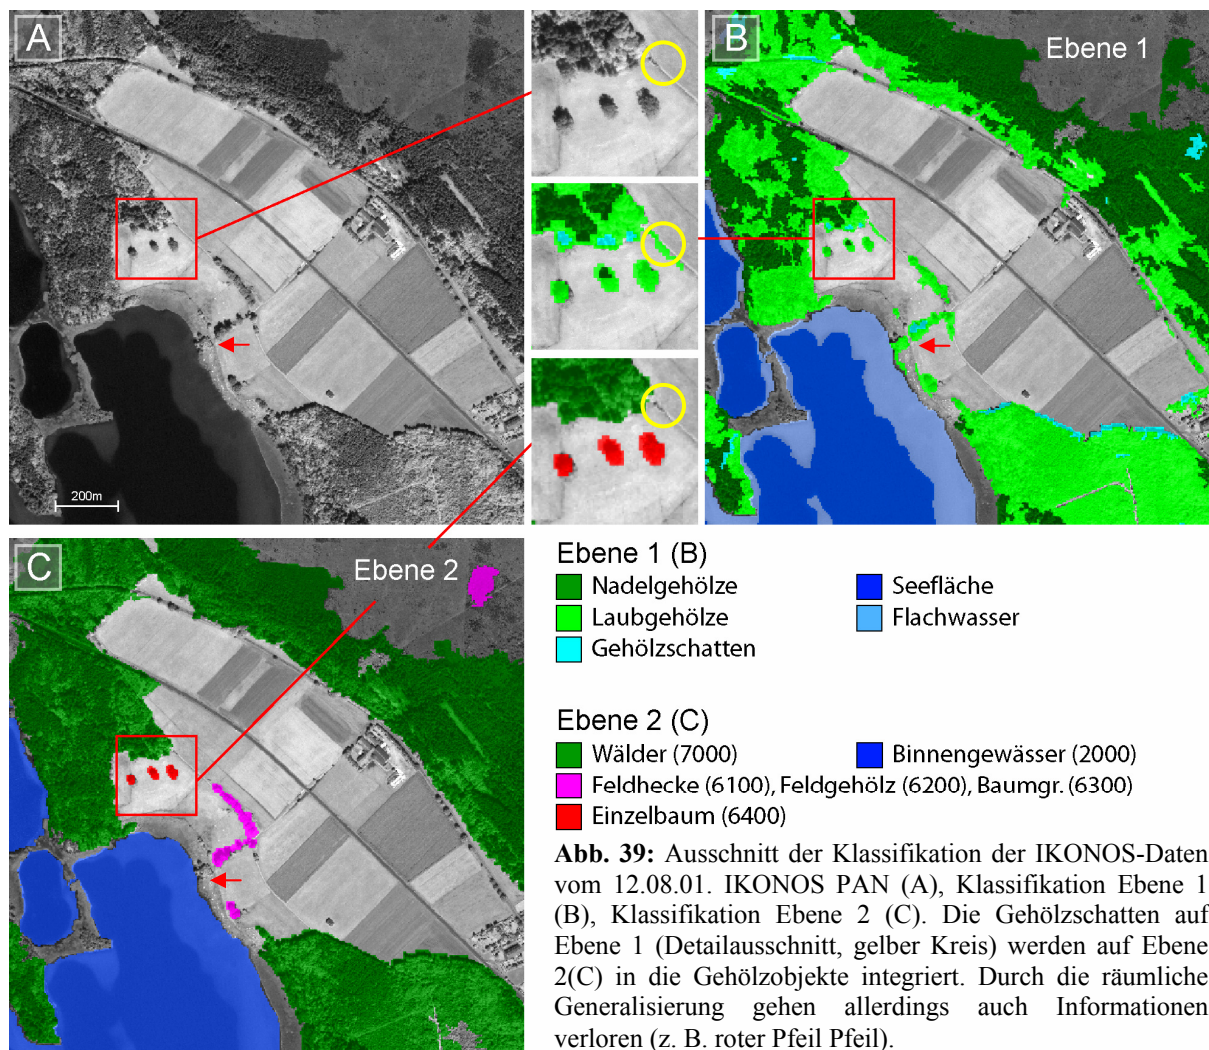 A
B
Ebene 1
200m
C
Ebene 2
Ebene 1 (B)
Nadelgehölze
Seefläche
Laubgehölze
Flachwasser
Gehölzschatten
Ebene 2 (C)
Wälder (7000)
Binnengewässer (2000)
Feldhecke (6100), Feldgehölz (6200), Baumgr. (6300)
Einzelbaum (6400)
Abb. 39: Ausschnitt der Klassifikation der IKONOS-Daten
vom 12.08.01. IKONOS PAN (A), Klassifikation Ebene 1
(B), Klassifikation Ebene 2 (C). Die Gehölzschatten auf
Ebene 1 (Detailausschnitt, gelber Kreis) werden auf Ebene
2(C) in die Gehölzobjekte integriert. Durch die räumliche
Generalisierung gehen allerdings auch Informationen
verloren (z. B. roter Pfeil Pfeil).